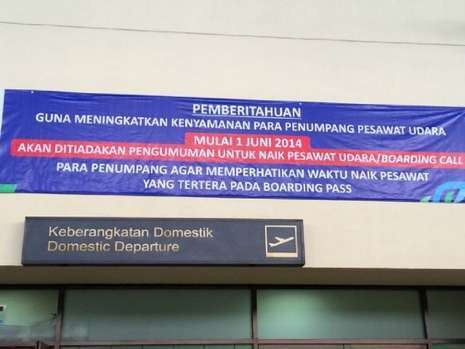 PEMBERITAHUAN
GUNA MENINGKATKAN KENYAMANAN PARA PENUMPANG PESAWAT UDARA
MULAI 1 JUNI 2014
AKAN DITIADAKAN PENGUMUMAN UNTUK NAIK PESAWAT UDARA/BOARDING CALL
PARA PENUMPANG AGAR MEMPERHATIKAN WAKTU NAIK PESAWAT
YANG TERTERA PADA BOARDING PASS
Keberangkatan Domestik
Domestic Departure